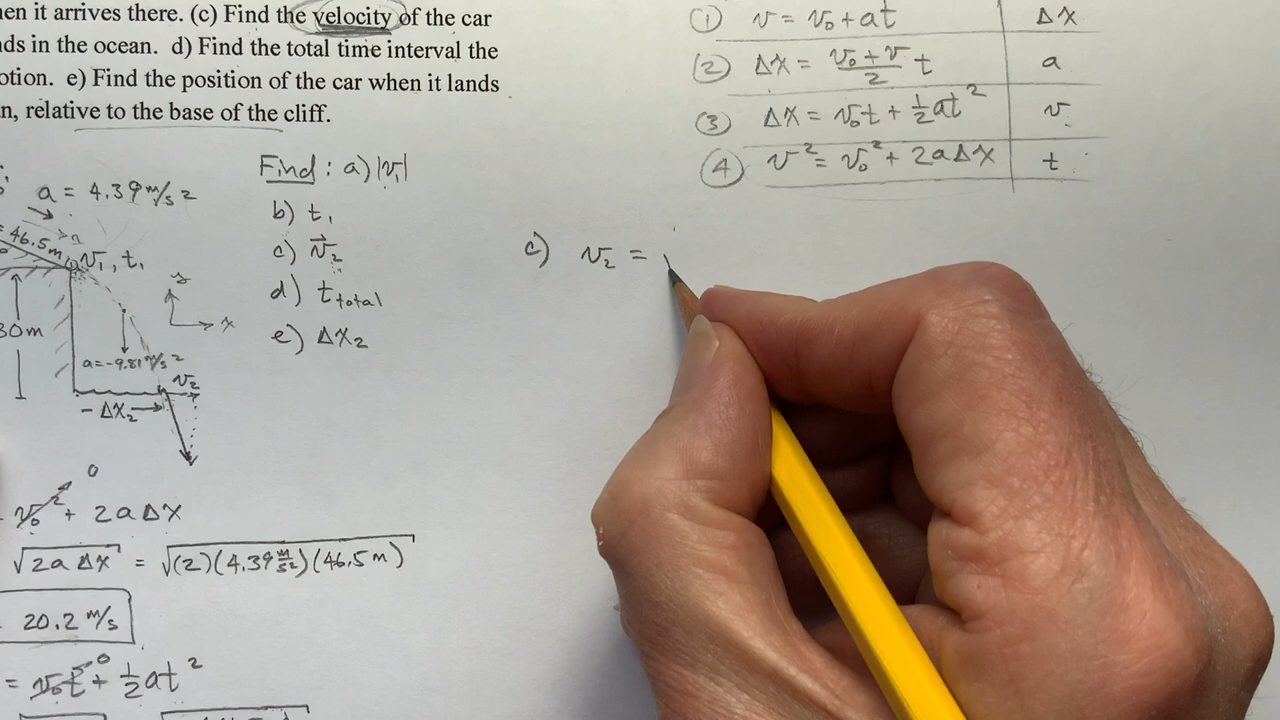 en it arrives there. (c) Find the velocity of the car
ds in the ocean. d) Find the total time interval the
otion. e) Find the position of the car when it lands
n, relative to the base of the cliff.
① v = v₀ + at Δx
② Δx = (v₀ + v)/2 t a
③ Δx = v₀t + ½at² v
④ v² = v₀² + 2aΔx t
a = 4.39 m/s²
= 46.5m
v₁, t₁
30m
y
x
a = -9.81 m/s²
v₂
- Δx₂
Find: a) |v₁|
b) t₁
c) v⃗₂
d) t total
e) Δx₂
c) v₂ =
v₀² 0 + 2aΔx
√2aΔx = √(2)(4.39 m/s²)(46.5m)
20.2 m/s
= v₀t 0 + ½at²